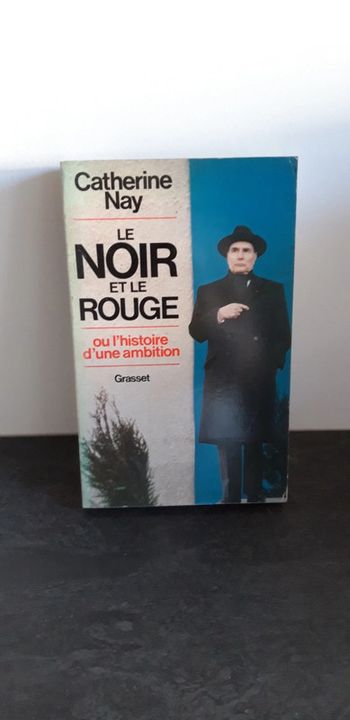 Catherine
Nay
LE
NOIR
ET LE
ROUGE
ou l'histoire
d'une ambition
Grasset